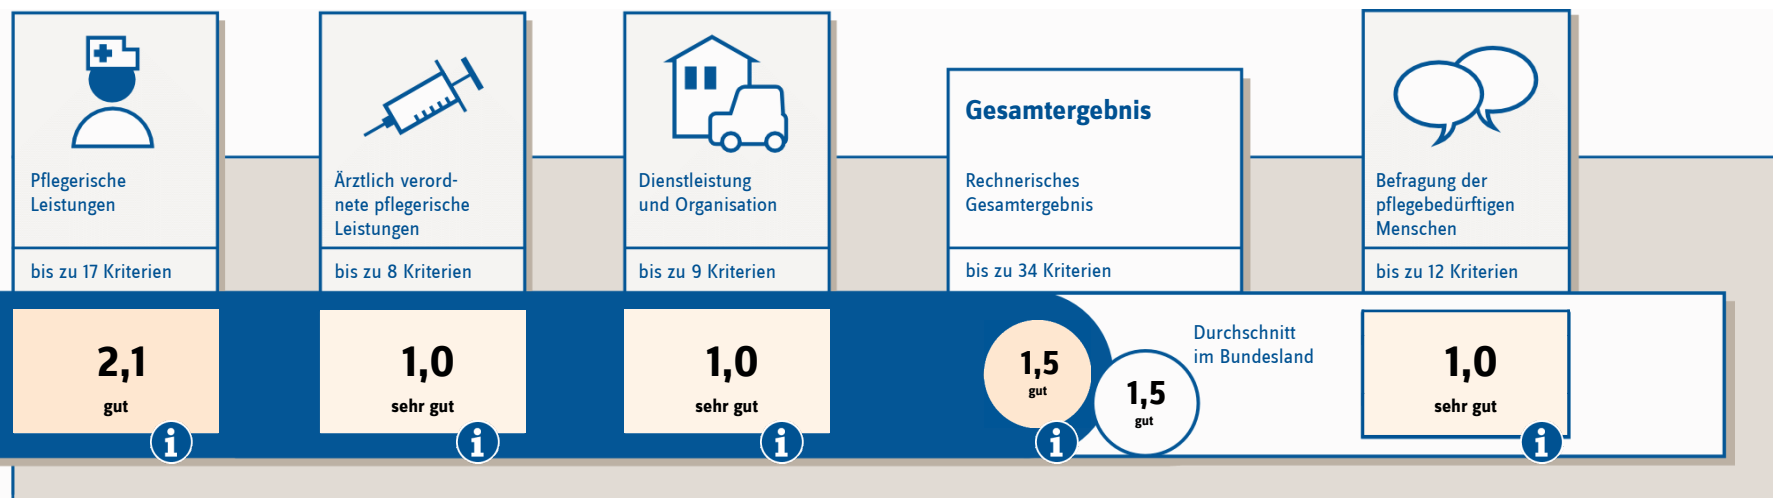 Pflegerische
Leistungen
bis zu 17 Kriterien
2,1
gut
i
Ärztlich verord-
nete pflegerische
Leistungen
bis zu 8 Kriterien
1,0
sehr gut
i
Dienstleistung
und Organisation
bis zu 9 Kriterien
1,0
sehr gut
i
Gesamtergebnis
Rechnerisches
Gesamtergebnis
bis zu 34 Kriterien
1,5
gut
i
1,5
gut
Durchschnitt
im Bundesland
Befragung der
pflegebedürftigen
Menschen
bis zu 12 Kriterien
1,0
sehr gut
i